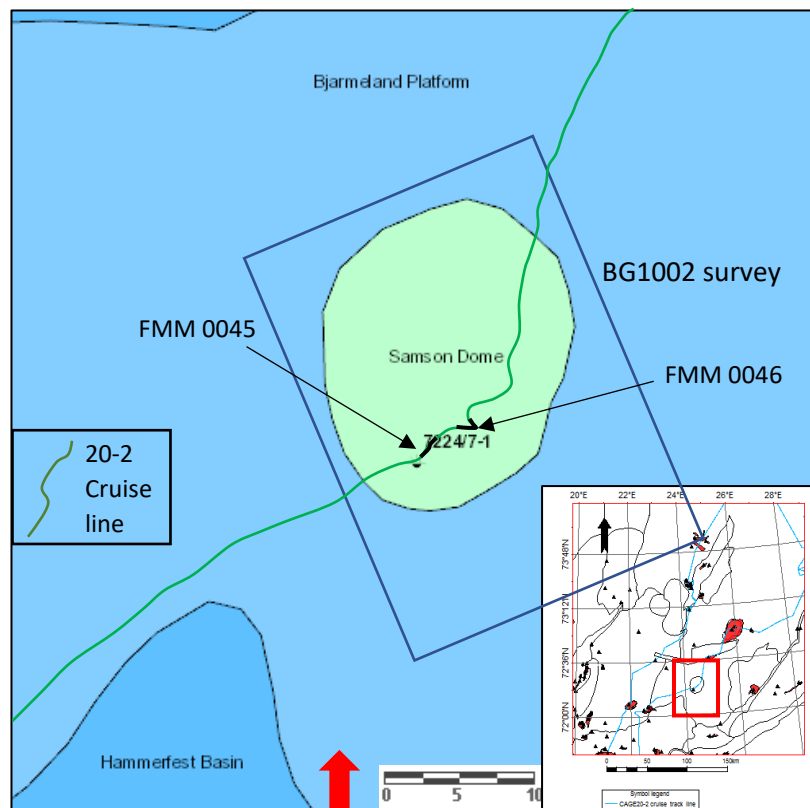 Bjarmeland Platform
BG1002 survey
FMM 0045
Samson Dome
FMM 0046
7224/7-1
20-2
Cruise
line
20°E 22°E 24°E 26°E 28°E
73°48'N
73°12'N
72°36'N
72°00'N
Hammerfest Basin
0 5 10
0 50 100 150km
Symbol legend
CAGE20-2 cruise track line